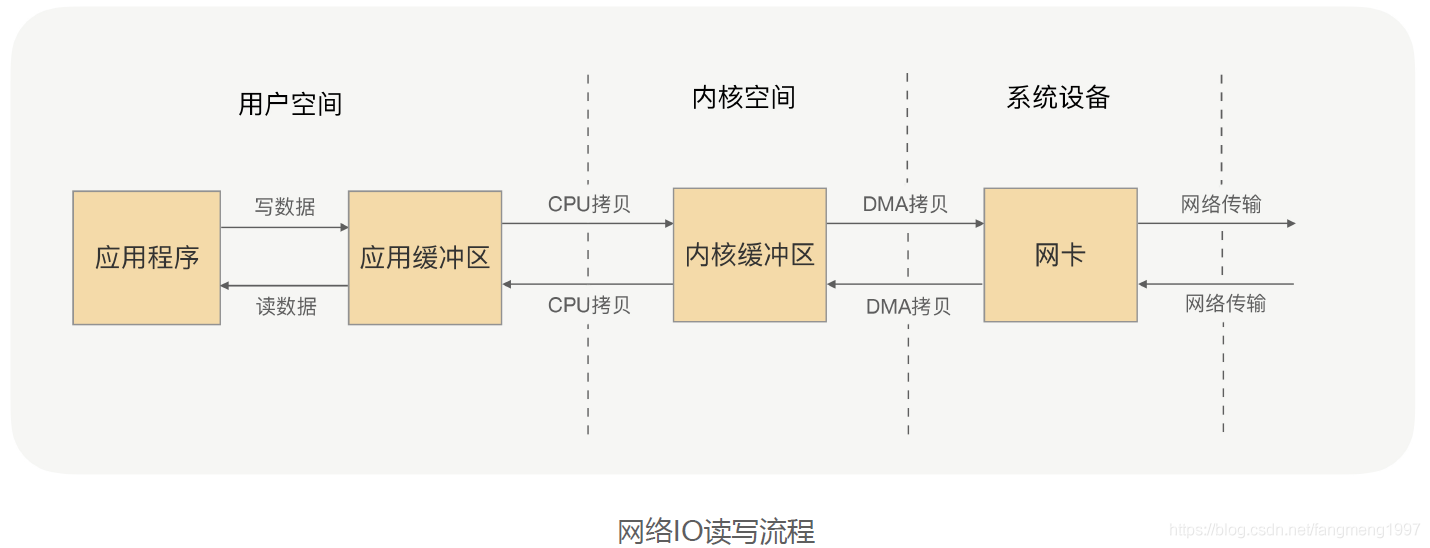 用户空间
内核空间
系统设备
写数据
CPU拷贝
DMA拷贝
网络传输
应用程序
应用缓冲区
内核缓冲区
网卡
读数据
CPU拷贝
DMA拷贝
网络传输
网络IO读写流程
https://blog.csdn.net/fangmeng1997